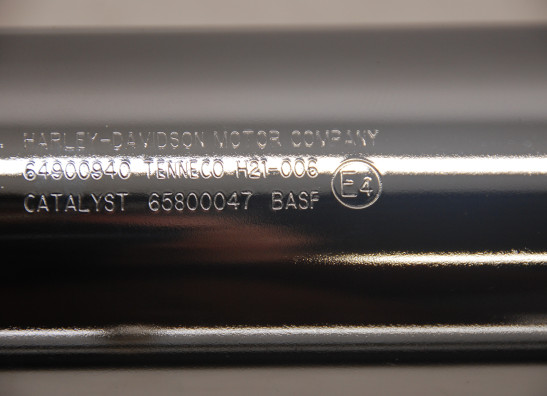 HARLEY-DAVIDSON MOTOR COMPANY
64900940 TENNECO H21-006
CATALYST 65800047 BASF
E4